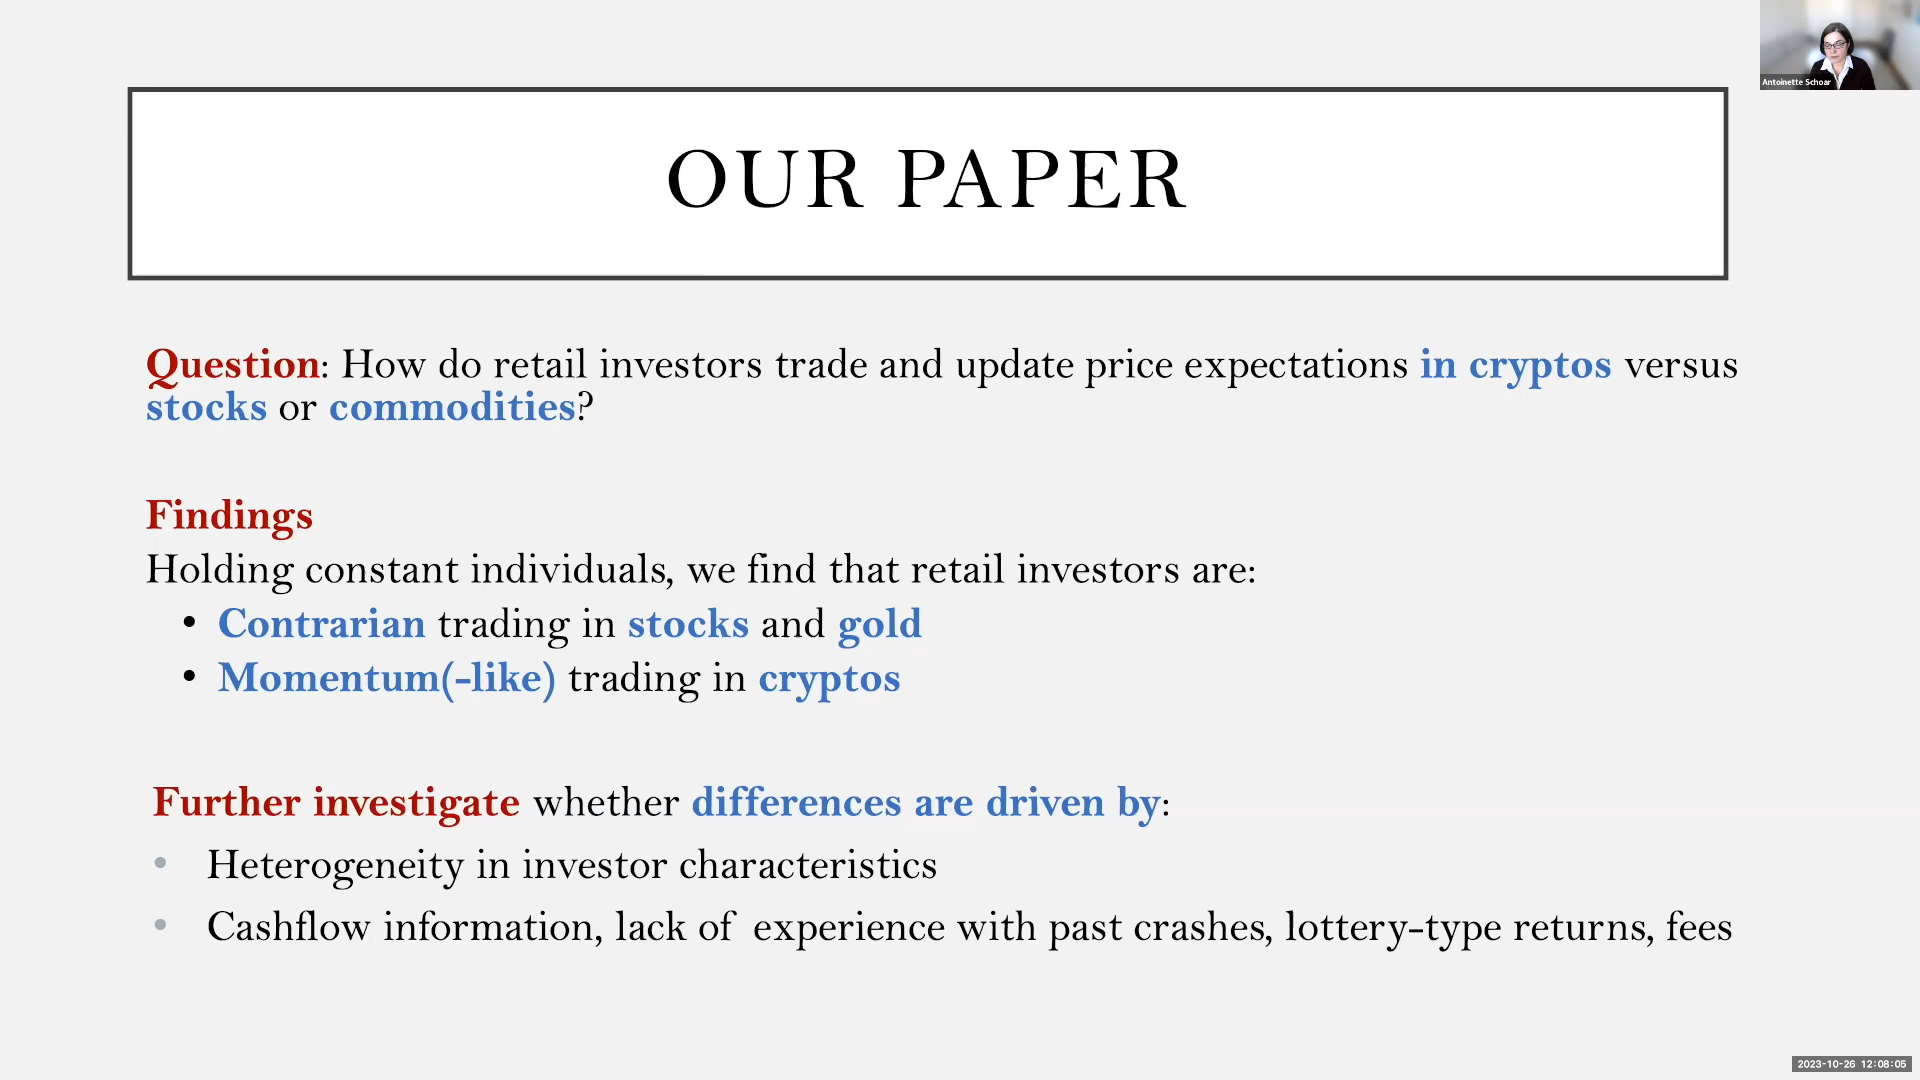 Antoinette Schoar
OUR PAPER
Question: How do retail investors trade and update price expectations in cryptos versus
stocks or commodities?
Findings
Holding constant individuals, we find that retail investors are:
• Contrarian trading in stocks and gold
• Momentum(-like) trading in cryptos
Further investigate whether differences are driven by:
• Heterogeneity in investor characteristics
• Cashflow information, lack of experience with past crashes, lottery-type returns, fees
2023-10-26 12:08:05